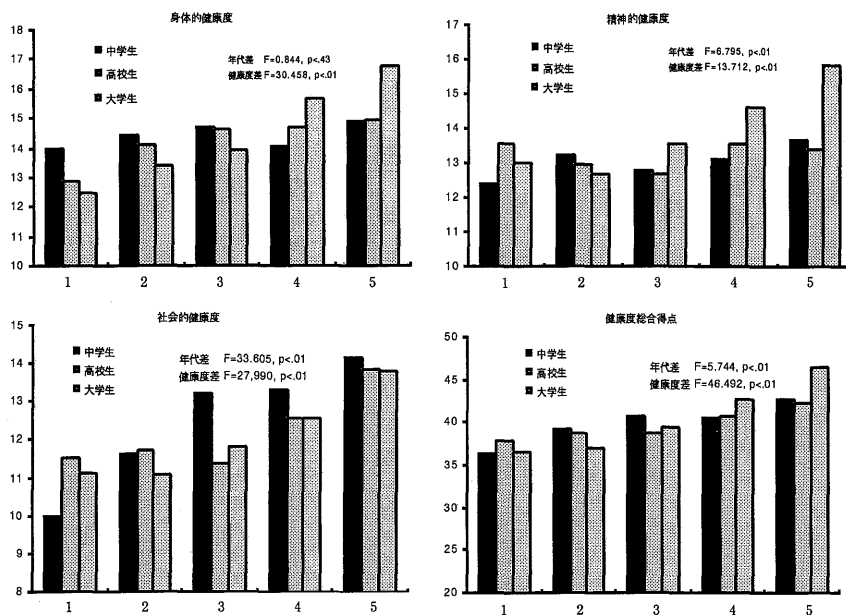 身体的健康度
18
17
16
15
14
13
12
11
10
中学生
高校生
大学生
年代差 F=0.844, p<.43
健康度差 F=30.458, p<.01
1 2 3 4 5
精神的健康度
17
16
15
14
13
12
11
10
中学生
高校生
大学生
年代差 F=6.795, p<.01
健康度差 F=13.712, p<.01
1 2 3 4 5
社会的健康度
15
14
13
12
11
10
9
8
中学生
高校生
大学生
年代差 F=33.605, p<.01
健康度差 F=27,990, p<.01
1 2 3 4 5
健康度総合得点
50
45
40
35
30
25
20
中学生
高校生
大学生
年代差 F=5.744, p<.01
健康度差 F=46.492, p<.01
1 2 3 4 5